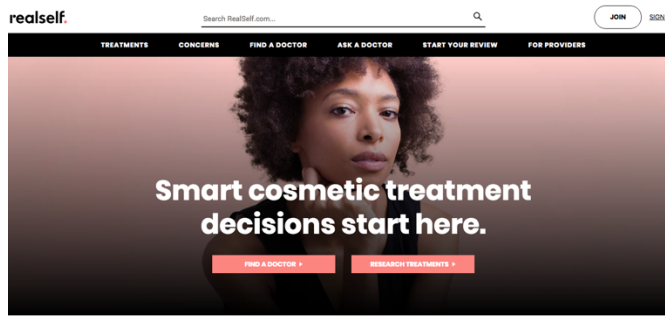 realself.
Search RealSelf.com...
JOIN
SIGN
TREATMENTS
CONCERNS
FIND A DOCTOR
ASK A DOCTOR
START YOUR REVIEW
FOR PROVIDERS
Smart cosmetic treatment
decisions start here.
FIND A DOCTOR
RESEARCH TREATMENTS